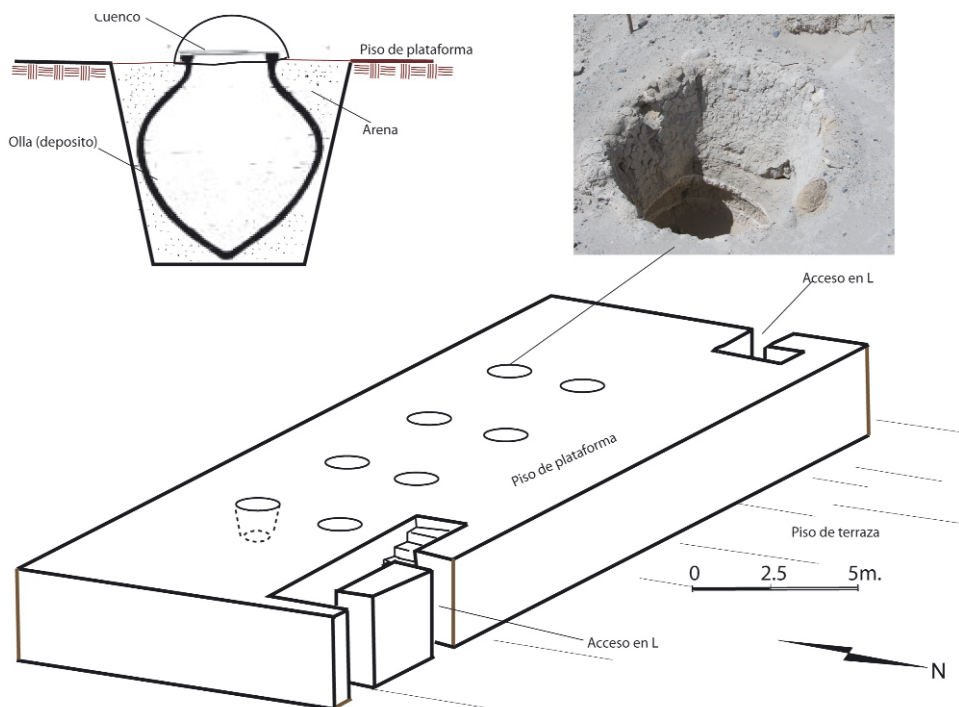 Cuenco
Piso de plataforma
Arena
Olla (deposito)
Acceso en L
Piso de plataforma
Piso de terraza
0 2.5 5m.
Acceso en L
N